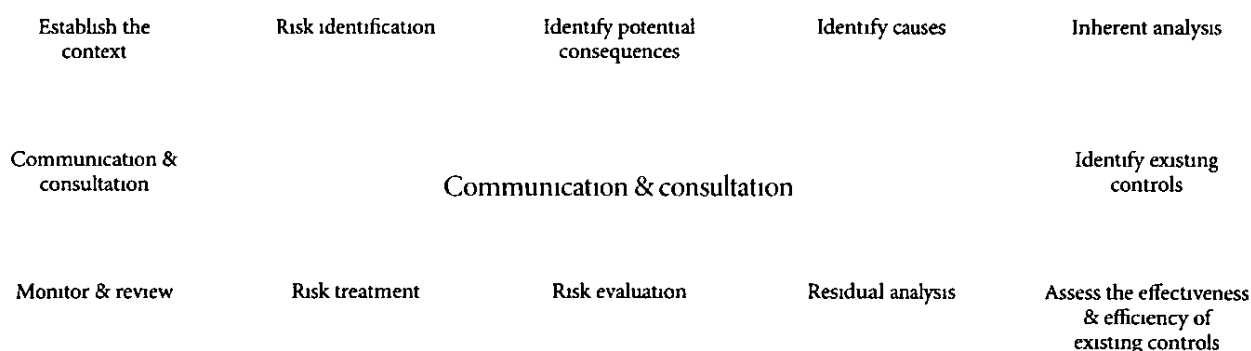 Establish the
context
Risk identification
Identify potential
consequences
Identify causes
Inherent analysis
Communication &
consultation
Communication & consultation
Identify existing
controls
Monitor & review
Risk treatment
Risk evaluation
Residual analysis
Assess the effectiveness
& efficiency of
existing controls